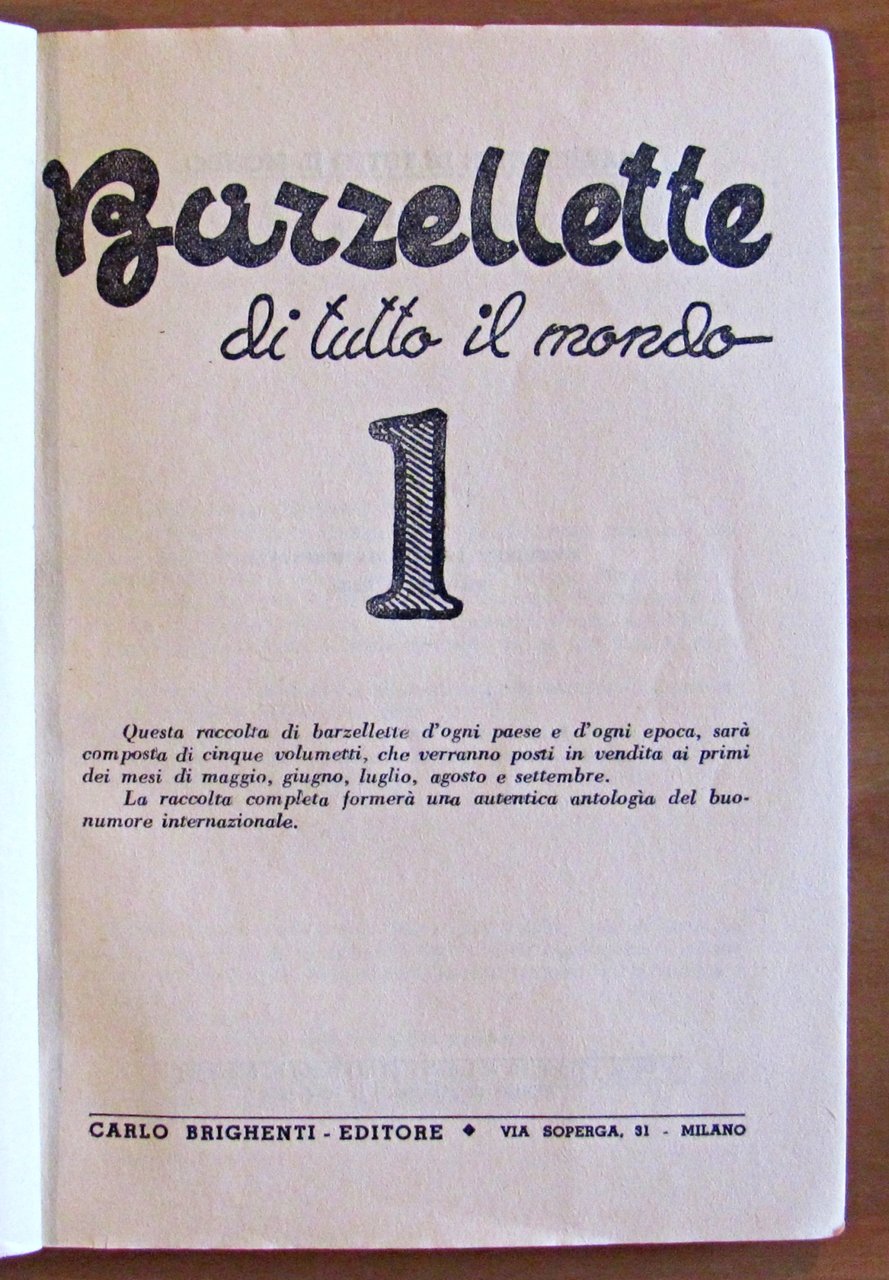 Barzellette
di tutto il mondo
1
Questa raccolta di barzellette d'ogni paese e d'ogni epoca, sarà
composta di cinque volumetti, che verranno posti in vendita ai primi
dei mesi di maggio, giugno, luglio, agosto e settembre.
La raccolta completa formerà una autentica antologia del buo-
numore internazionale.
CARLO BRIGHENTI - EDITORE ◆ VIA SOPERGA, 31 - MILANO